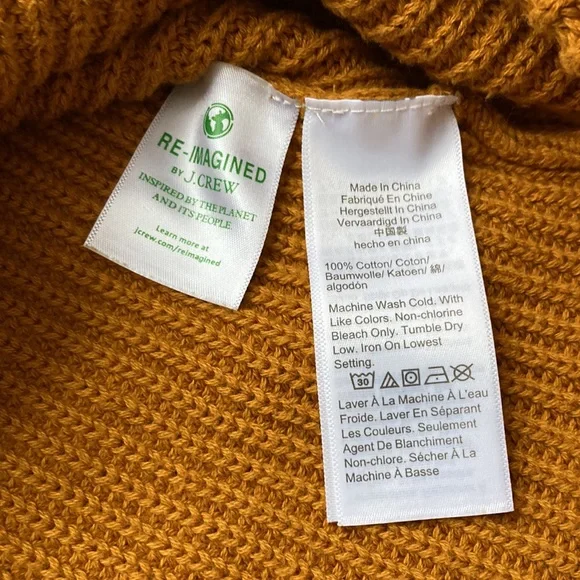 RE-IMAGINED
BY J.CREW
INSPIRED BY THE PLANET
AND ITS PEOPLE
Learn more at
jcrew.com/reimagined
Made In China
Fabriqué En Chine
Hergestellt In China
Vervaardigd In China
中国製
hecho en china
100% Cotton/ Coton/
Baumwolle/ Katoen/ 綿/
algodón
Machine Wash Cold. With
Like Colors. Non-chlorine
Bleach Only. Tumble Dry
Low. Iron On Lowest
Setting.
30
Laver À La Machine À L'eau
Froide. Laver En Séparant
Les Couleurs. Seulement
Agent De Blanchiment
Non-chlore. Sécher À La
Machine À Basse